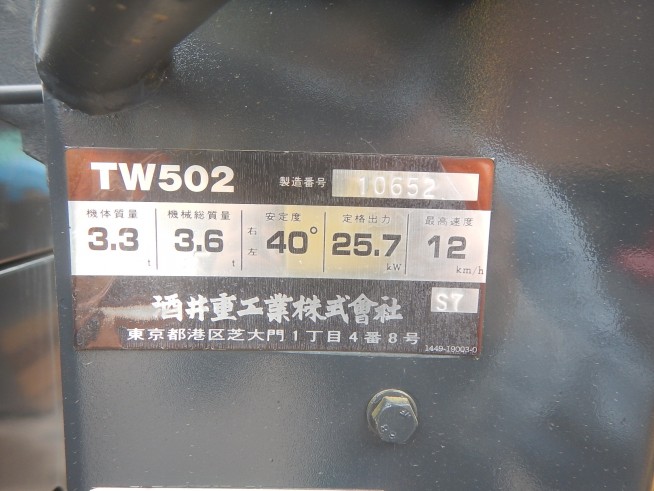 TW502 製造番号 10652
機体質量 機械総質量 安定度 定格出力 最高速度
3.3 t 3.6 t 右左 40° 25.7 kW 12 km/h
酒井重工業株式會社 S7
東京都港区芝大門1丁目4番8号
1449-19003-0